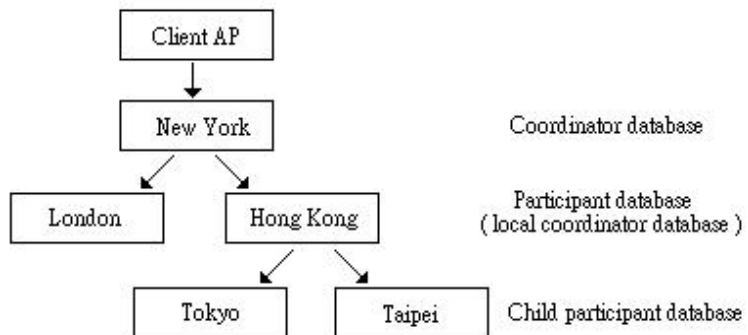 Client AP
New York
Coordinator database
London
Hong Kong
Participant database
( local coordinator database )
Tokyo
Taipei
Child participant database